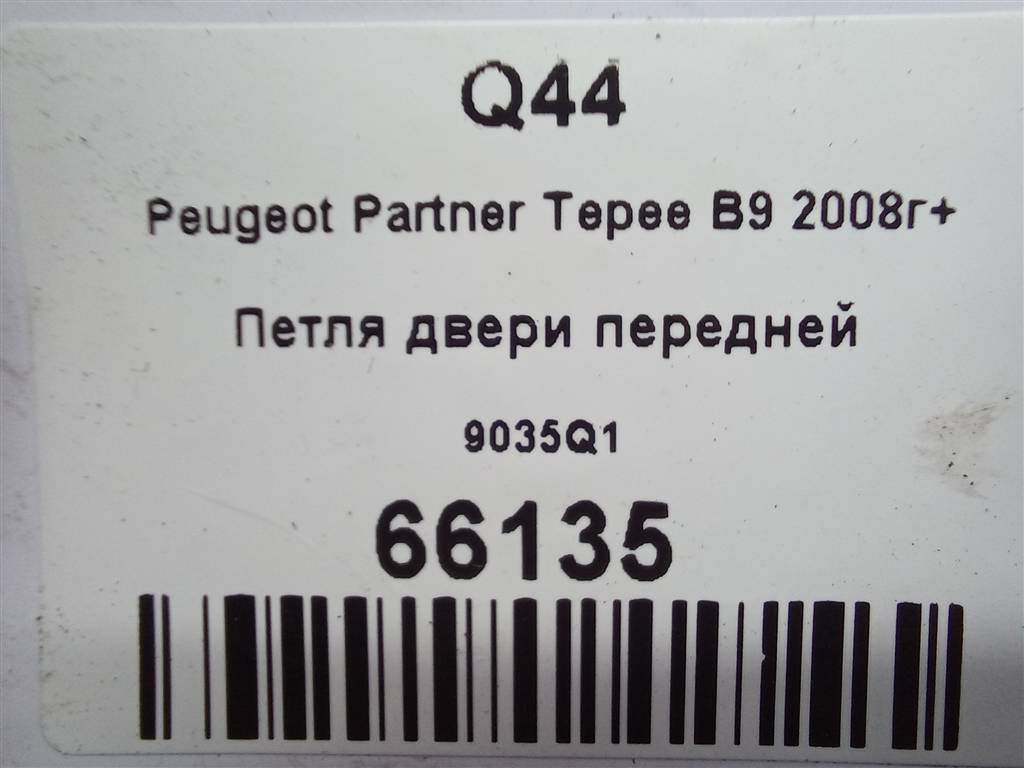 Q44
Peugeot Partner Tepee B9 2008г+
Петля двери передней
9035Q1
66135